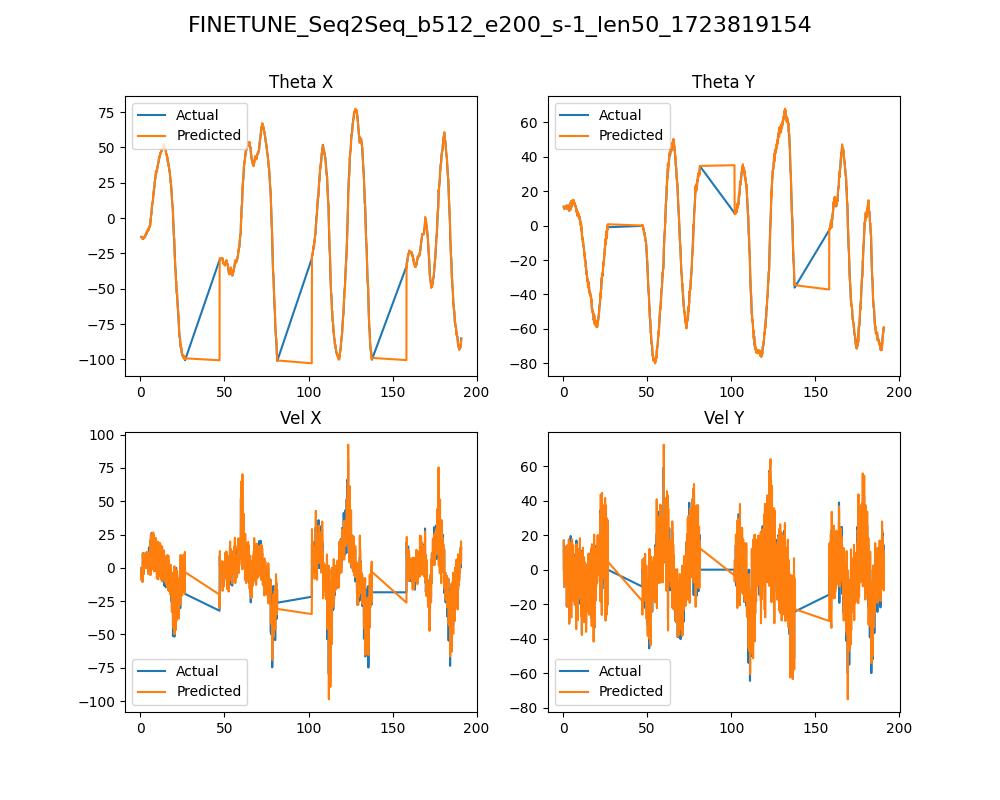 FINETUNE_Seq2Seq_b512_e200_s-1_len50_1723819154
Theta X
Actual
Predicted
75
50
25
0
−25
−50
−75
−100
0 50 100 150 200
Theta Y
Actual
Predicted
60
40
20
0
−20
−40
−60
−80
0 50 100 150 200
Vel X
100
75
50
25
0
−25
−50
−75
−100
Actual
Predicted
0 50 100 150 200
Vel Y
60
40
20
0
−20
−40
−60
−80
Actual
Predicted
0 50 100 150 200